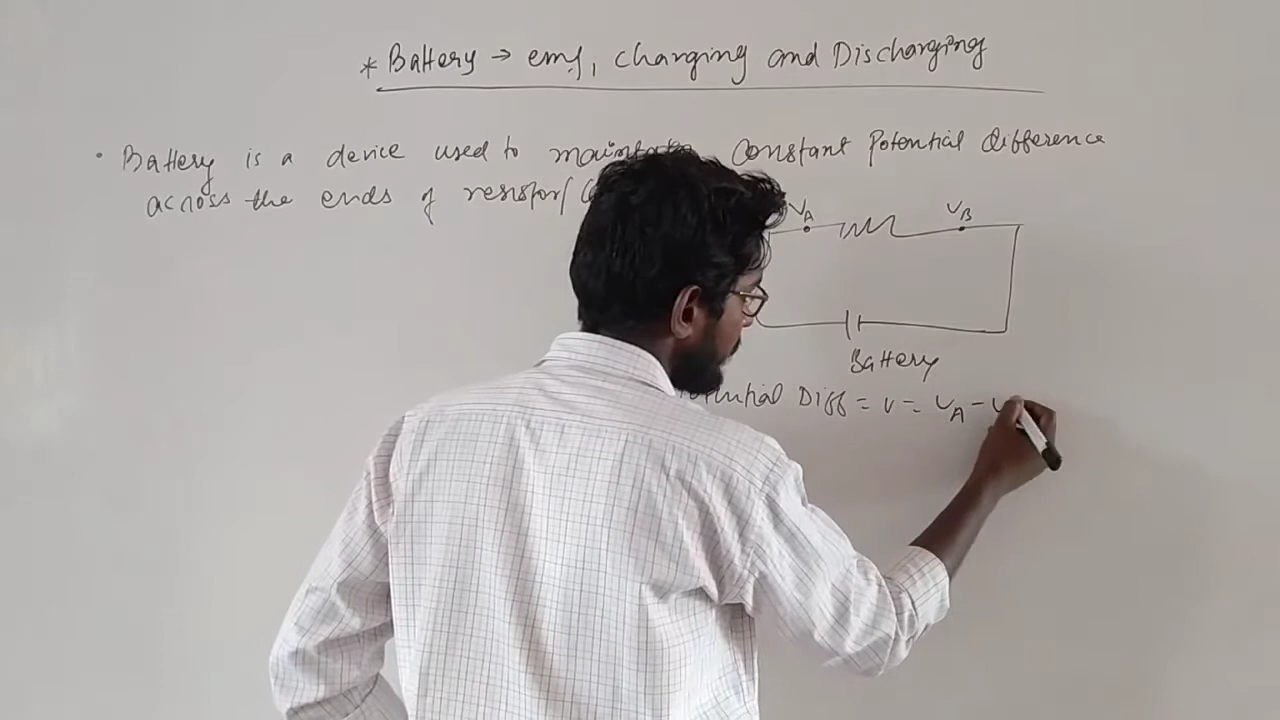 * Battery → emf, charging and Discharging
• Battery is a device used to maintain constant Potential difference
across the ends of resistor/
VA VB
Battery
Potential Diff = V = VA -